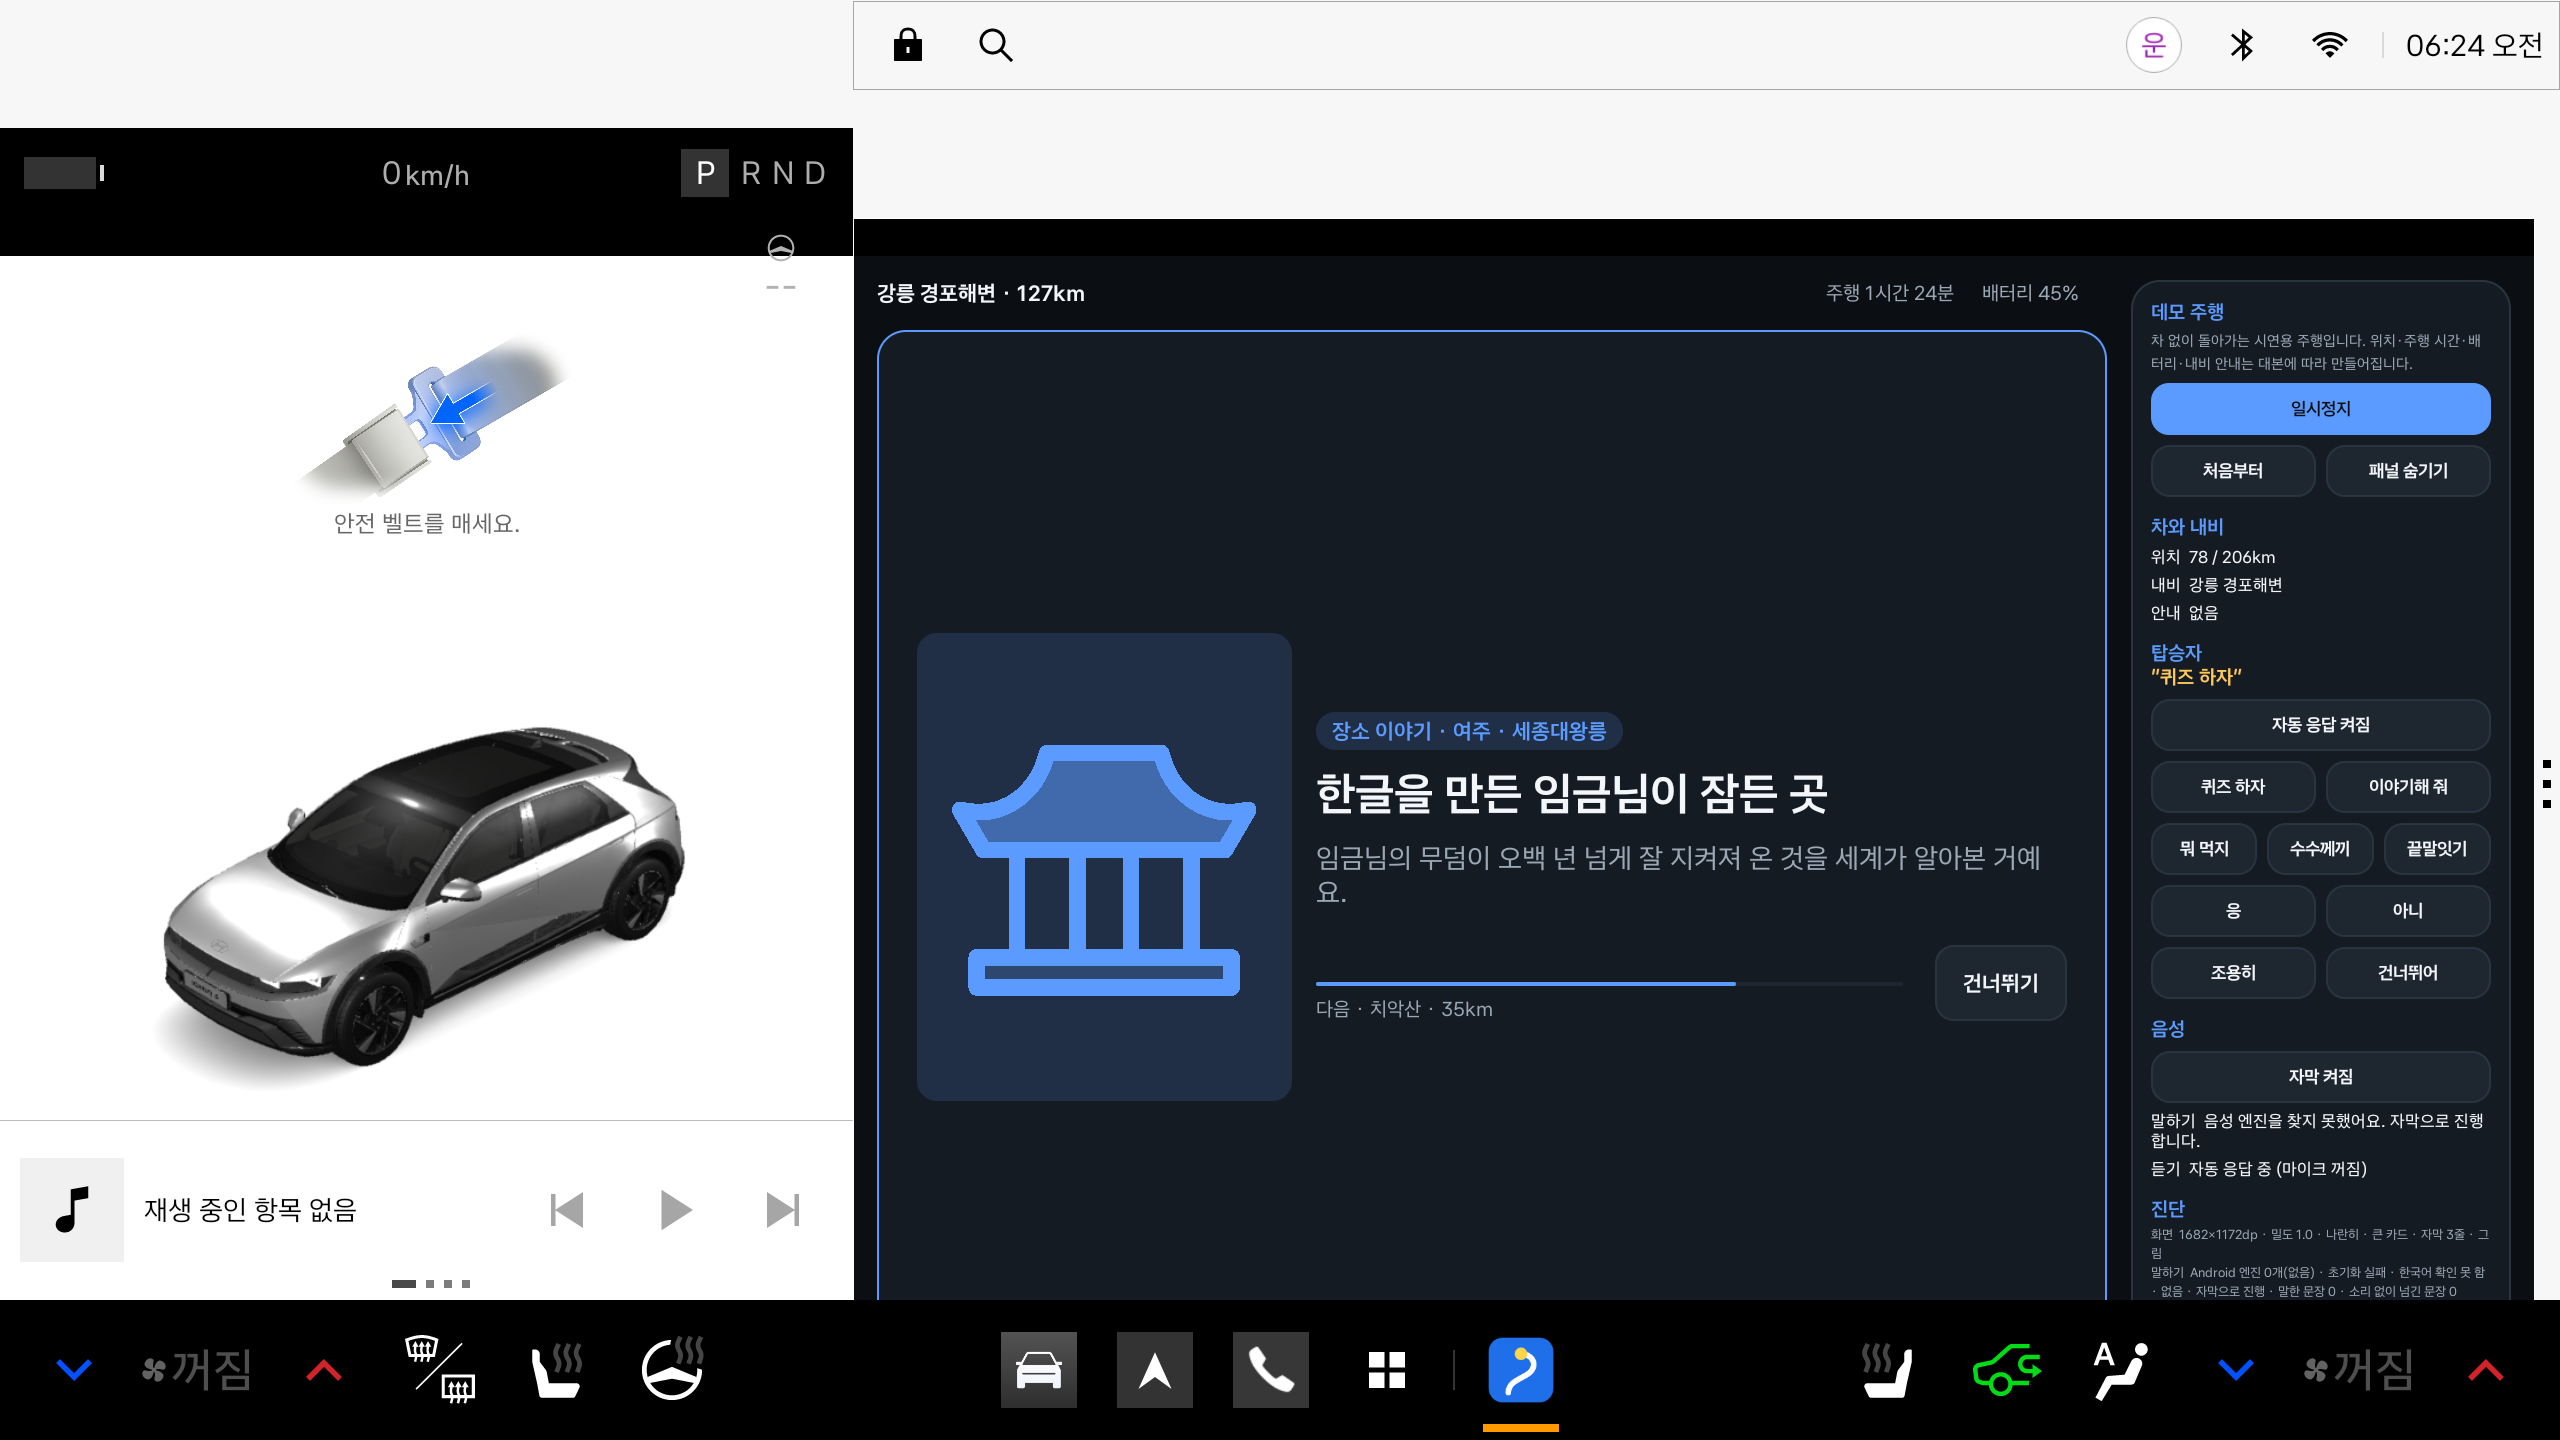 운
06:24 오전
0 km/h
P R N D
안전 벨트를 매세요.
재생 중인 항목 없음
강릉 경포해변 · 127km
주행 1시간 24분
배터리 45%
장소 이야기 · 여주 · 세종대왕릉
한글을 만든 임금님이 잠든 곳
임금님의 무덤이 오백 년 넘게 잘 지켜져 온 것을 세계가 알아본 거예
요.
건너뛰기
다음 · 치악산 · 35km
데모 주행
차 없이 돌아가는 시연용 주행입니다. 위치·주행 시간·배
터리·내비 안내는 대본에 따라 만들어집니다.
일시정지
처음부터
패널 숨기기
차와 내비
위치 78 / 206km
내비 강릉 경포해변
안내 없음
탑승자
"퀴즈 하자"
자동 응답 켜짐
퀴즈 하자
이야기해 줘
뭐 먹지
수수께끼
끝말잇기
응
아니
조용히
건너뛰어
음성
자막 켜짐
말하기 음성 엔진을 찾지 못했어요. 자막으로 진행
합니다.
듣기 자동 응답 중 (마이크 꺼짐)
진단
화면 1682×1172dp · 밀도 1.0 · 나란히 · 큰 카드 · 자막 3줄 · 그
림
말하기 Android 엔진 0개(없음) · 초기화 실패 · 한국어 확인 못 함
· 없음 · 자막으로 진행 · 말한 문장 0 · 소리 없이 넘긴 문장 0
꺼짐
A
꺼짐